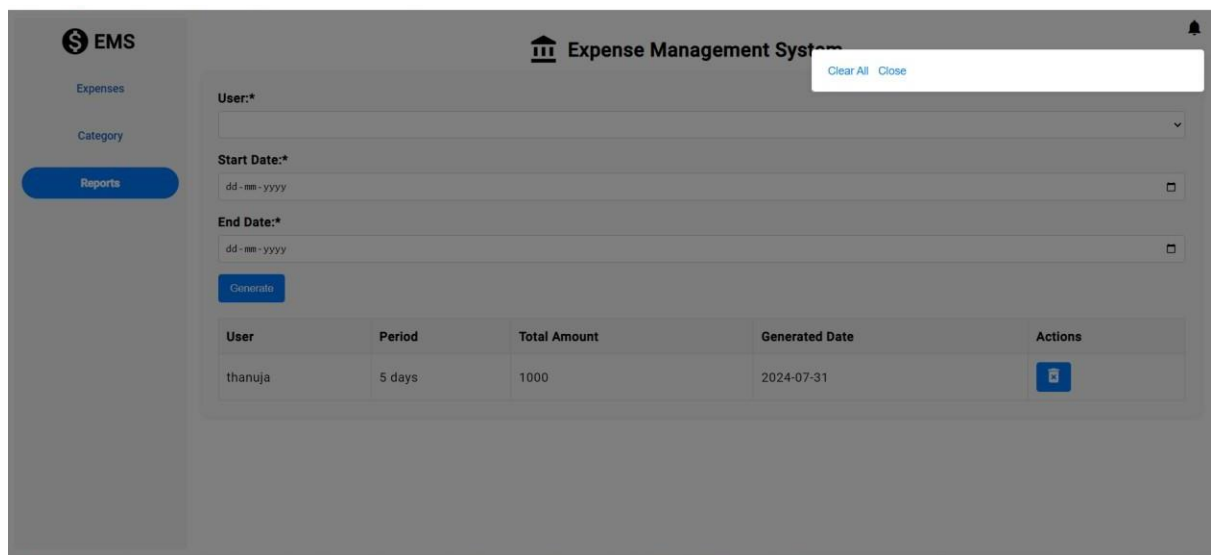 EMS
Expenses
Category
Reports
Expense Management System
Clear All Close
User:*
Start Date:*
dd-mm-yyyy
End Date:*
dd-mm-yyyy
Generate
User Period Total Amount Generated Date Actions
thanuja 5 days 1000 2024-07-31